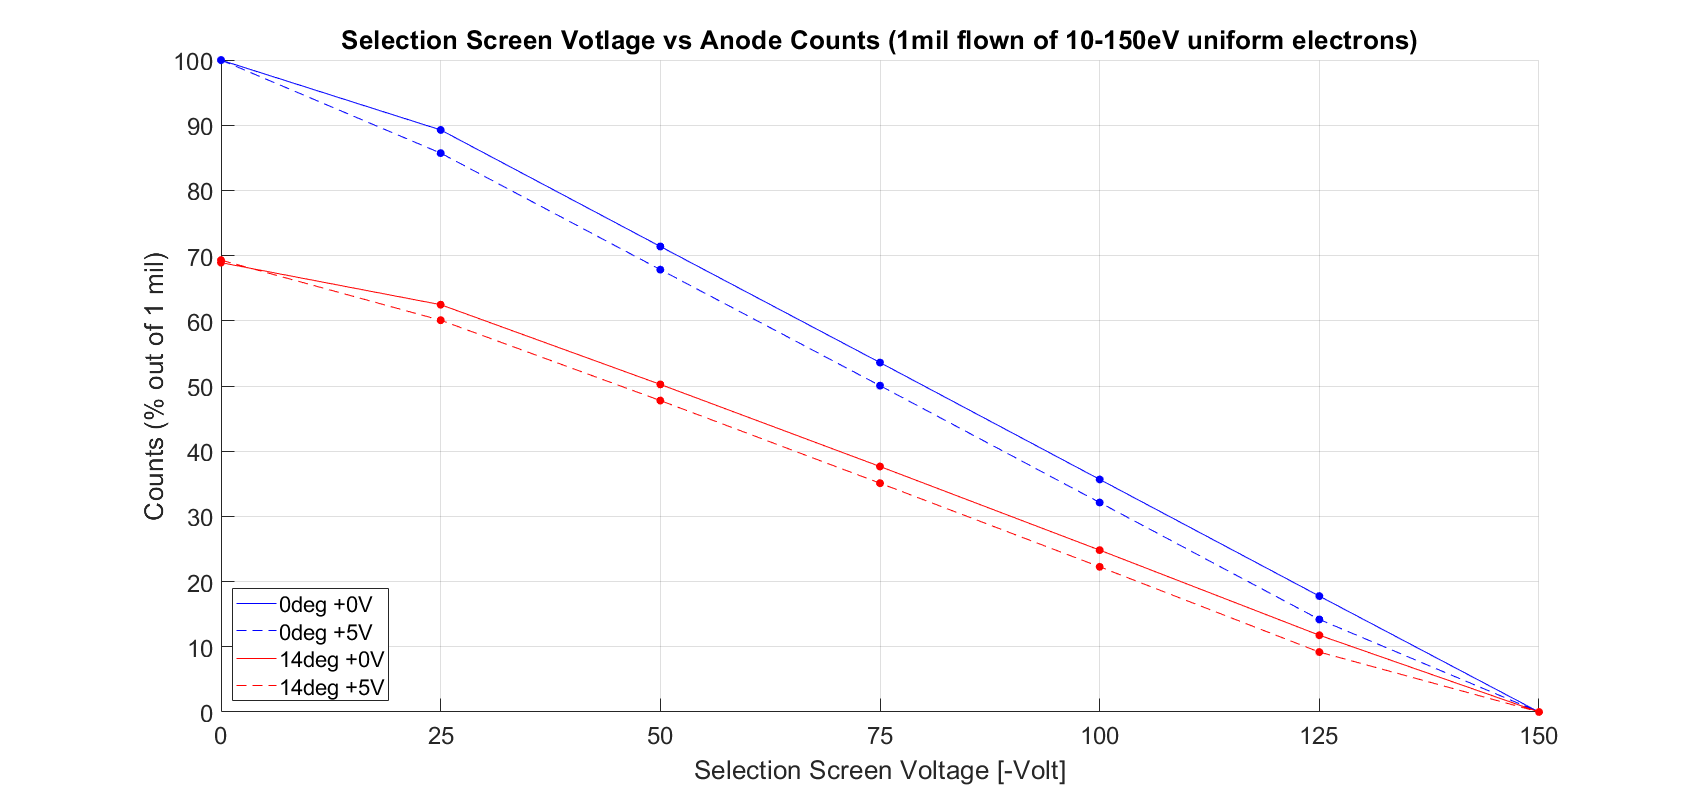 Selection Screen Votlage vs Anode Counts (1mil flown of 10-150eV uniform electrons)
100
90
80
70
60
50
40
30
20
10
0
Counts (% out of 1 mil)
0deg +0V
0deg +5V
14deg +0V
14deg +5V
0 25 50 75 100 125 150
Selection Screen Voltage [-Volt]